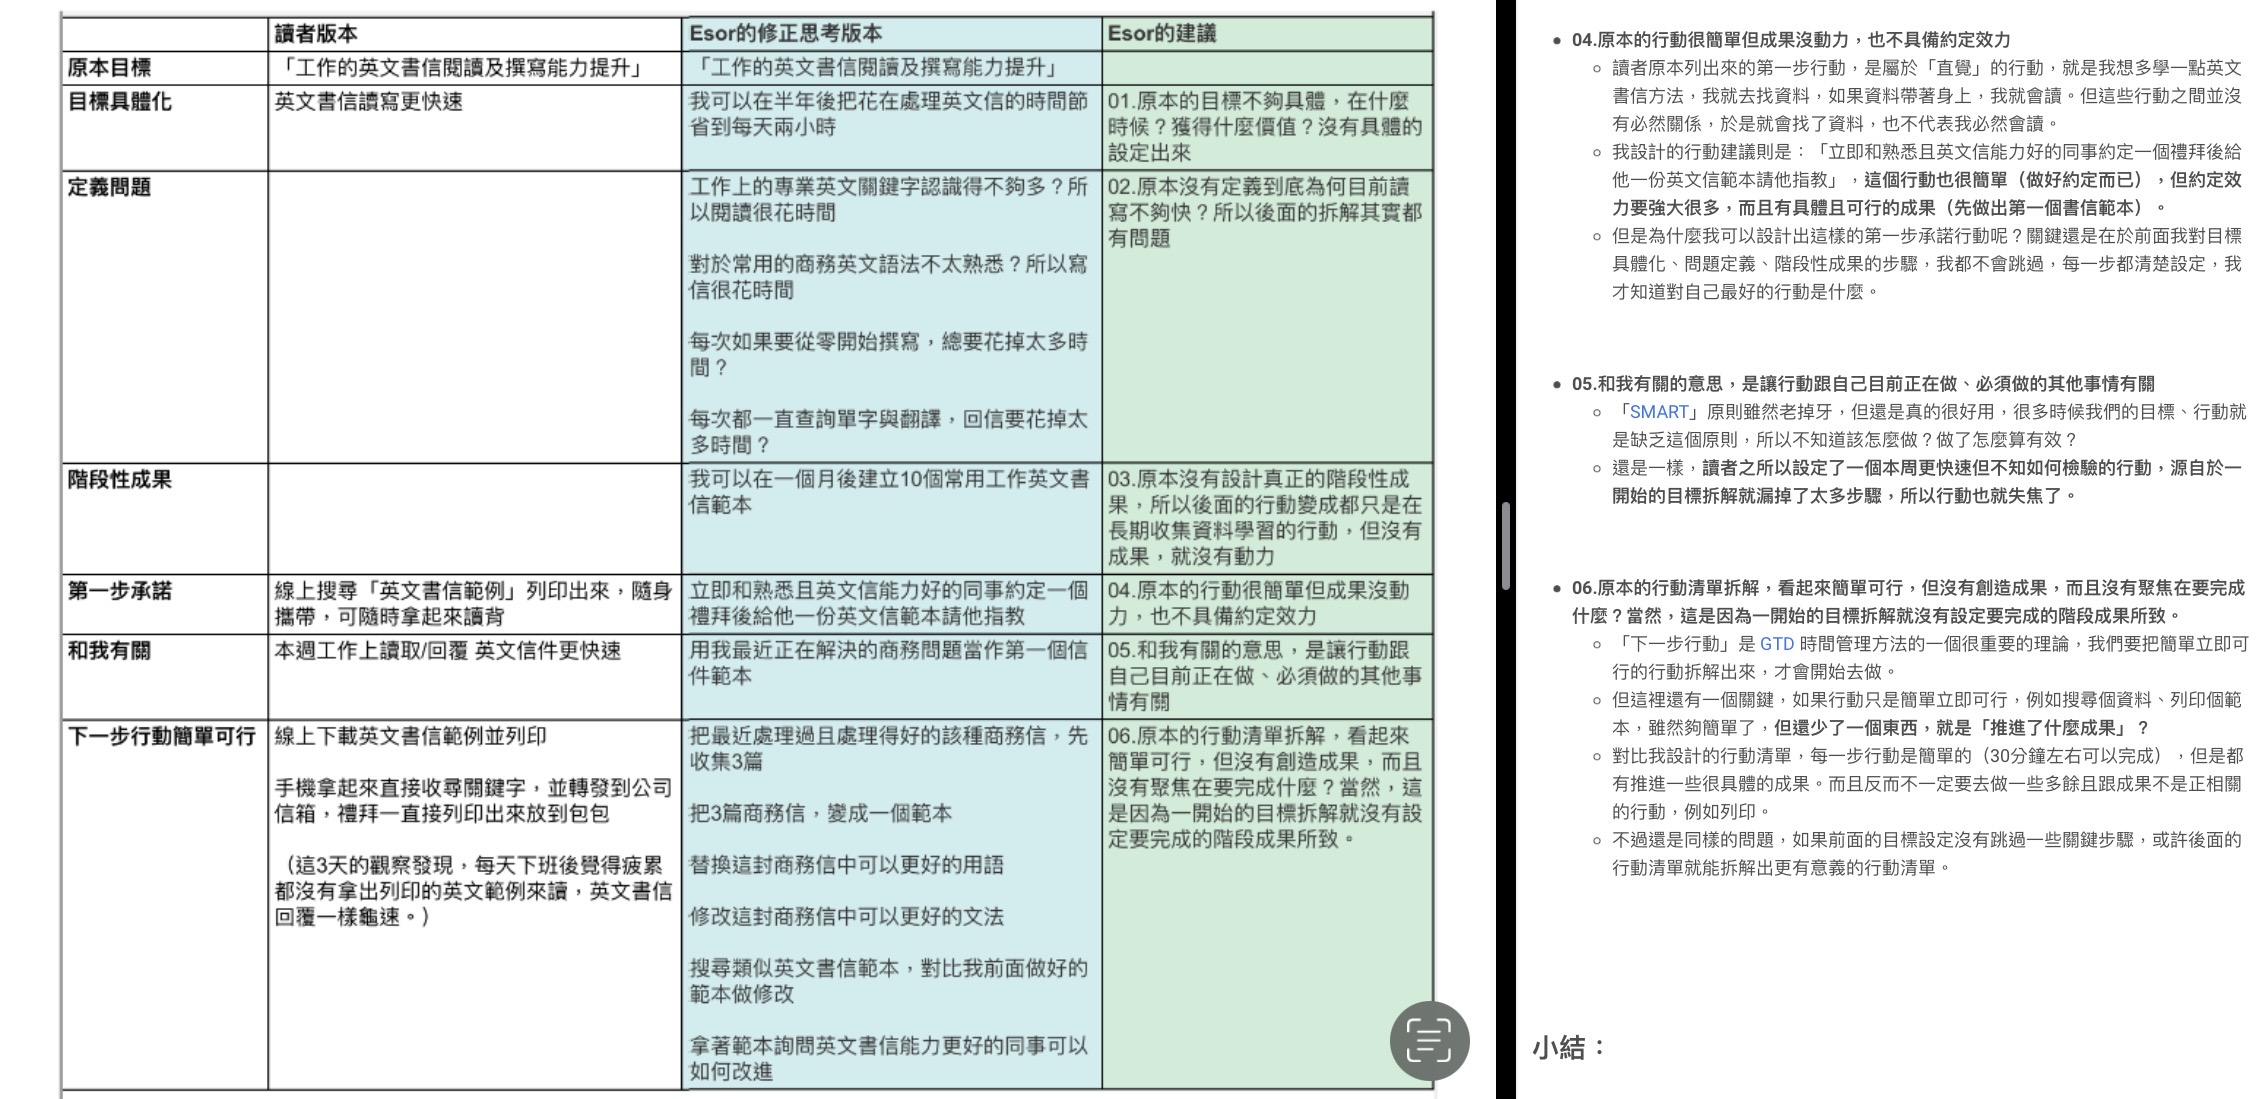 讀者版本
Esor的修正思考版本
Esor的建議
原本目標
「工作的英文書信閱讀及撰寫能力提升」
「工作的英文書信閱讀及撰寫能力提升」
目標具體化
英文書信讀寫更快速
我可以在半年後把花在處理英文信的時間節
省到每天兩小時
01.原本的目標不夠具體，在什麼
時候？獲得什麼價值？沒有具體的
設定出來
定義問題
工作上的專業英文關鍵字認識得不夠多？所
以閱讀很花時間
對於常用的商務英文語法不太熟悉？所以寫
信很花時間
每次如果要從零開始撰寫，總要花掉太多時
間？
每次都一直查詢單字與翻譯，回信要花掉太
多時間？
02.原本沒有定義到底為何目前讀
寫不夠快？所以後面的拆解其實都
有問題
階段性成果
我可以在一個月後建立10個常用工作英文書
信範本
03.原本沒有設計真正的階段性成
果，所以後面的行動變成都只是在
長期收集資料學習的行動，但沒有
成果，就沒有動力
第一步承諾
線上搜尋「英文書信範例」列印出來，隨身
攜帶，可隨時拿起來讀背
立即和熟悉且英文信能力好的同事約定一個
禮拜後給他一份英文信範本請他指教
04.原本的行動很簡單但成果沒動
力，也不具備約定效力
和我有關
本週工作上讀取/回覆 英文信件更快速
用我最近正在解決的商務問題當作第一個信
件範本
05.和我有關的意思，是讓行動跟
自己目前正在做、必須做的其他事
情有關
下一步行動簡單可行
線上下載英文書信範例並列印
手機拿起來直接收尋關鍵字，並轉發到公司
信箱，禮拜一直接列印出來放到包包
（這3天的觀察發現，每天下班後覺得疲累
都沒有拿出列印的英文範例來讀，英文書信
回覆一樣龜速。）
把最近處理過且處理得好的該種商務信，先
收集3篇
把3篇商務信，變成一個範本
替換這封商務信中可以更好的用語
修改這封商務信中可以更好的文法
搜尋類似英文書信範本，對比我前面做好的
範本做修改
拿著範本詢問英文書信能力更好的同事可以
如何改進
06.原本的行動清單拆解，看起來
簡單可行，但沒有創造成果，而且
沒有聚焦在要完成什麼？當然，這
是因為一開始的目標拆解就沒有設
定要完成的階段成果所致。
04.原本的行動很簡單但成果沒動力，也不具備約定效力
讀者原本列出來的第一步行動，是屬於「直覺」的行動，就是我想多學一點英文
書信方法，我就去找資料，如果資料帶著身上，我就會讀。但這些行動之間並沒
有必然關係，於是就會找了資料，也不代表我必然會讀。
我設計的行動建議則是：「立即和熟悉且英文信能力好的同事約定一個禮拜後給
他一份英文信範本請他指教」，這個行動也很簡單（做好約定而已），但約定效
力要強大很多，而且有具體且可行的成果（先做出第一個書信範本）。
但是為什麼我可以設計出這樣的第一步承諾行動呢？關鍵還是在於前面我對目標
具體化、問題定義、階段性成果的步驟，我都不會跳過，每一步都清楚設定，我
才知道對自己最好的行動是什麼。
05.和我有關的意思，是讓行動跟自己目前正在做、必須做的其他事情有關
「SMART」原則雖然老掉牙，但還是真的很好用，很多時候我們的目標、行動就
是缺乏這個原則，所以不知道該怎麼做？做了怎麼算有效？
還是一樣，讀者之所以設定了一個本周更快速但不知如何檢驗的行動，源自於一
開始的目標拆解就漏掉了太多步驟，所以行動也就失焦了。
06.原本的行動清單拆解，看起來簡單可行，但沒有創造成果，而且沒有聚焦在要完成
什麼？當然，這是因為一開始的目標拆解就沒有設定要完成的階段成果所致。
「下一步行動」是 GTD 時間管理方法的一個很重要的理論，我們要把簡單立即可
行的行動拆解出來，才會開始去做。
但這裡還有一個關鍵，如果行動只是簡單立即可行，例如搜尋個資料、列印個範
本，雖然夠簡單了，但還少了一個東西，就是「推進了什麼成果」？
對比我設計的行動清單，每一步行動是簡單的（30分鐘左右可以完成），但是都
有推進一些很具體的成果。而且反而不一定要去做一些多餘且跟成果不是正相關
的行動，例如列印。
不過還是同樣的問題，如果前面的目標設定沒有跳過一些關鍵步驟，或許後面的
行動清單就能拆解出更有意義的行動清單。
小結：